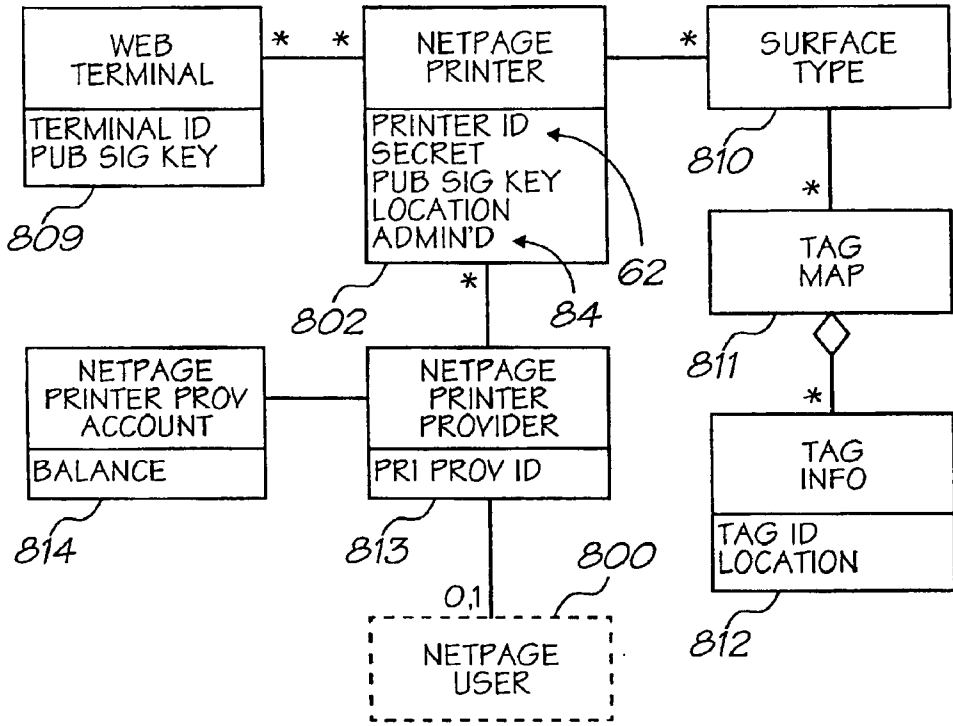 WEB
TERMINAL
TERMINAL ID
PUB SIG KEY
809
*
*
NETPAGE
PRINTER
PRINTER ID
SECRET
PUB SIG KEY
LOCATION
ADMIN'D
802
62
84
*
*
SURFACE
TYPE
810
*
TAG
MAP
811
*
TAG
INFO
TAG ID
LOCATION
812
NETPAGE
PRINTER PROV
ACCOUNT
BALANCE
814
NETPAGE
PRINTER
PROVIDER
PRI PROV ID
813
800
0,1
NETPAGE
USER